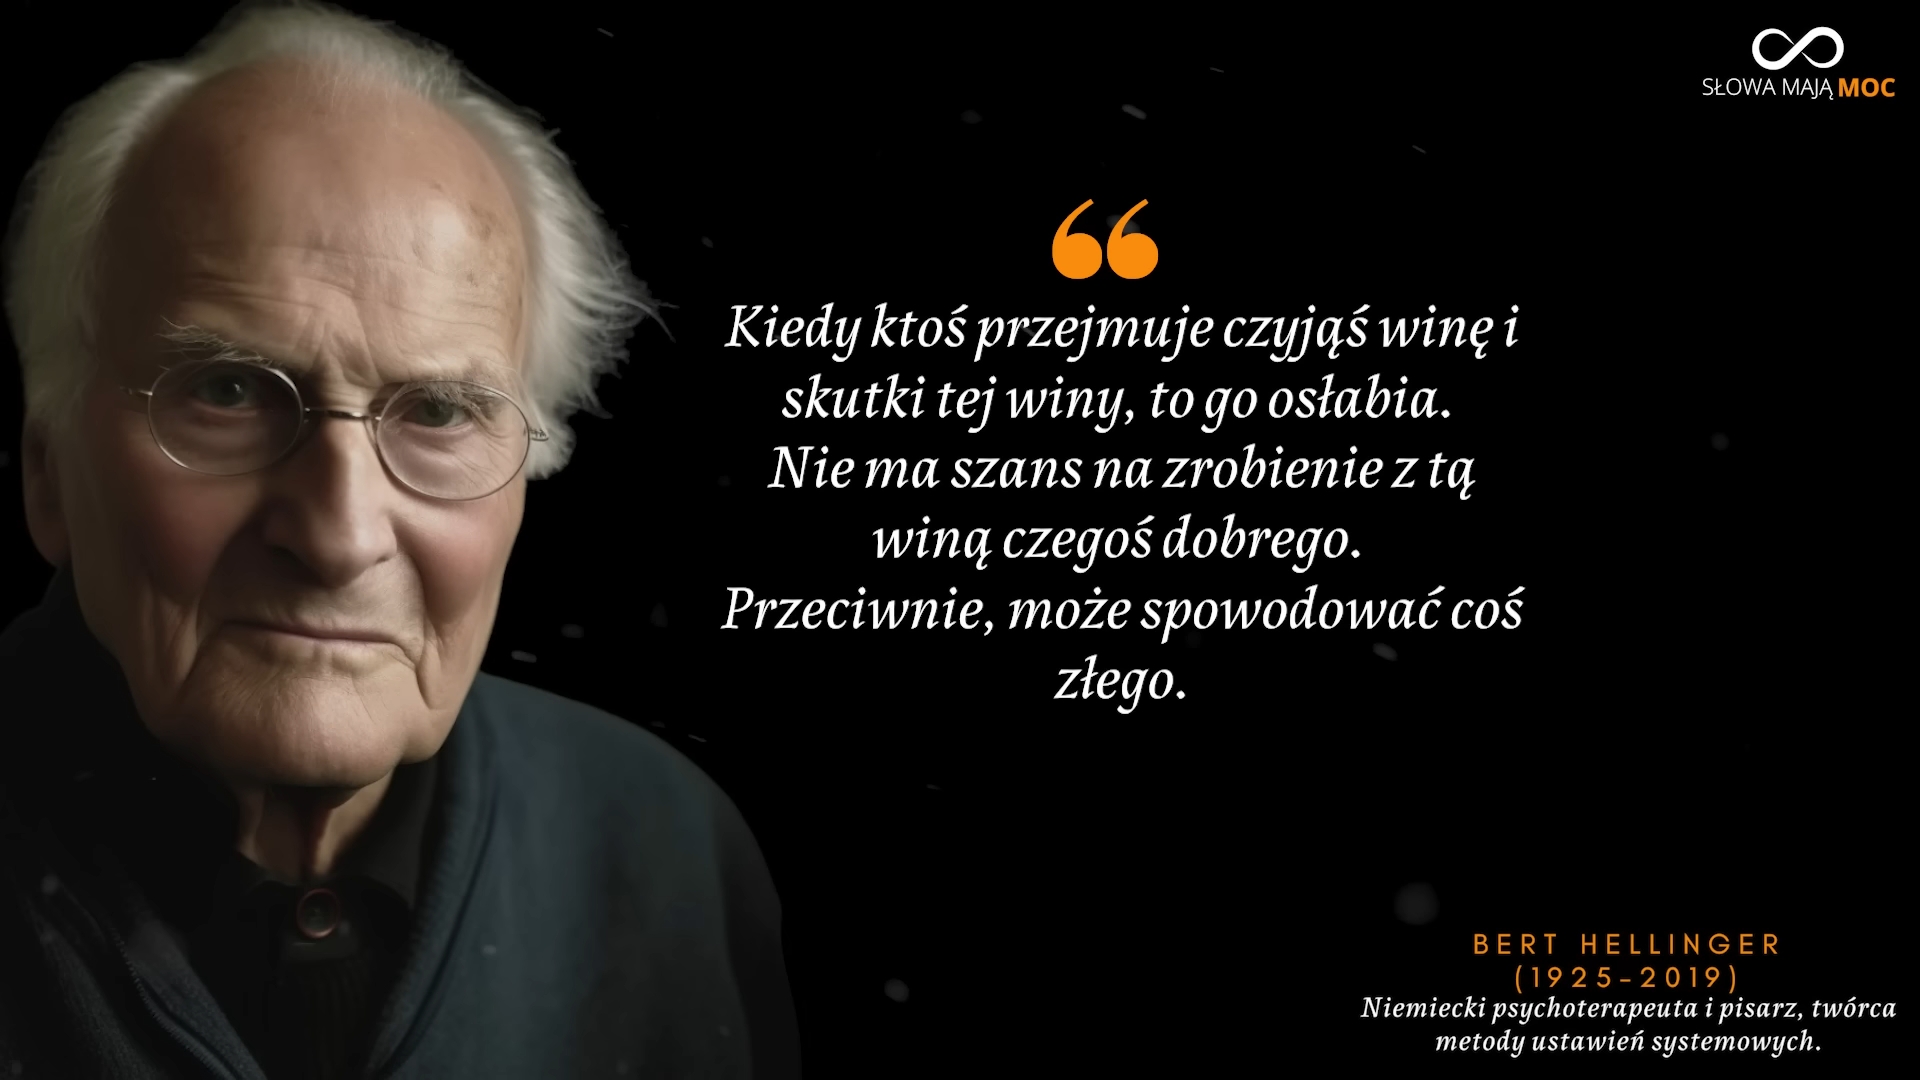 SŁOWA MAJĄ MOC
Kiedy ktoś przejmuje czyjąś winę i
skutki tej winy, to go osłabia.
Nie ma szans na zrobienie z tą
winą czegoś dobrego.
Przeciwnie, może spowodować coś
złego.
BERT HELLINGER
(1925-2019)
Niemiecki psychoterapeuta i pisarz, twórca
metody ustawień systemowych.